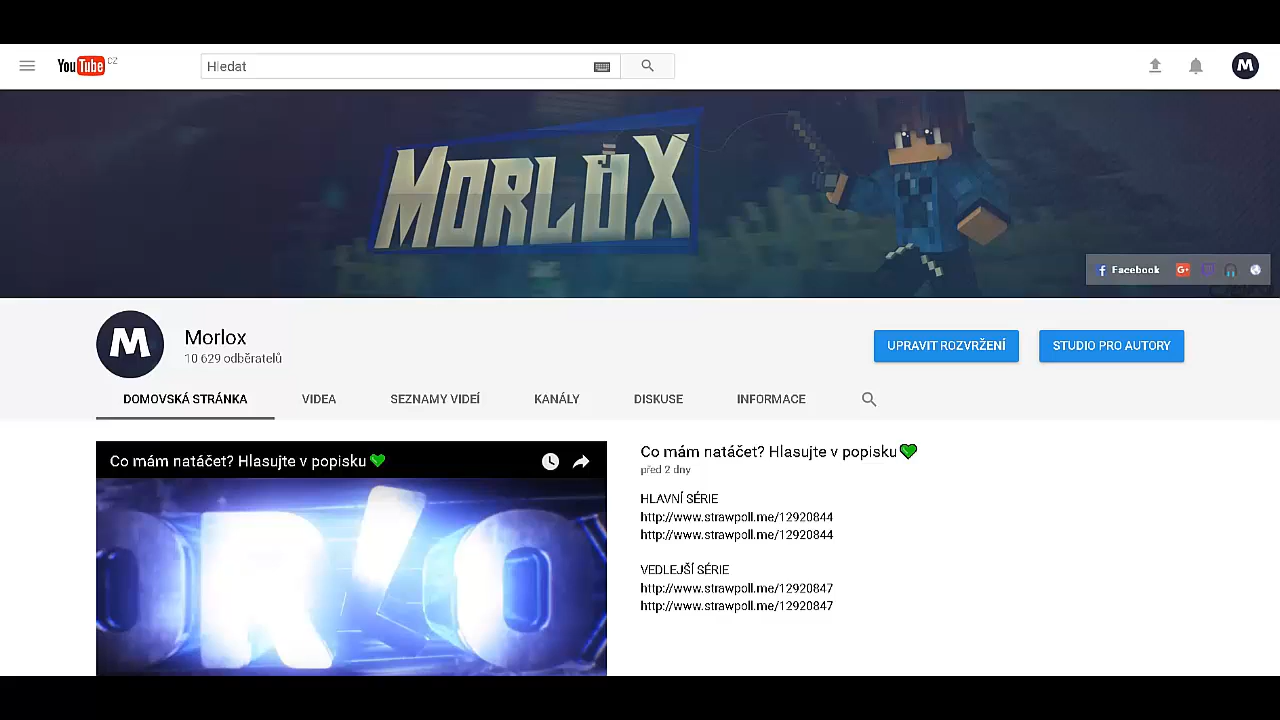 YouTube CZ
Hledat
M
MORLOX
Facebook
G+
M
Morlox
10 629 odběratelů
UPRAVIT ROZVRŽENÍ
STUDIO PRO AUTORY
DOMOVSKÁ STRÁNKA
VIDEA
SEZNAMY VIDEÍ
KANÁLY
DISKUSE
INFORMACE
Co mám natáčet? Hlasujte v popisku💚
Co mám natáčet? Hlasujte v popisku💚
před 2 dny
HLAVNÍ SÉRIE
http://www.strawpoll.me/12920844
http://www.strawpoll.me/12920844
VEDLEJŠÍ SÉRIE
http://www.strawpoll.me/12920847
http://www.strawpoll.me/12920847